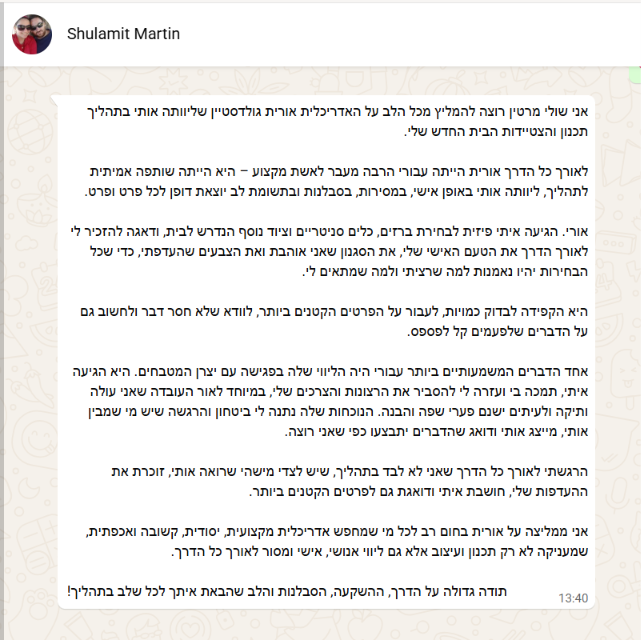 Shulamit Martin
אני שולי מרטין רוצה להמליץ מכל הלב על האדריכלית אורית גולדסטיין שליוותה אותי בתהליך
תכנון והצטיידות הבית החדש שלי.
לאורך כל הדרך אורית הייתה עבורי הרבה מעבר לאשת מקצוע – היא הייתה שותפה אמיתית
לתהליך, ליוותה אותי באופן אישי, במסירות, בסבלנות ובתשומת לב יוצאת דופן לכל פרט ופרט.
אורי. הגיעה איתי פיזית לבחירת ברזים, כלים סניטריים וציוד נוסף הנדרש לבית, ודאגה להזכיר לי
לאורך הדרך את הטעם האישי שלי, את הסגנון שאני אוהבת ואת הצבעים שהעדפתי, כדי שכל
הבחירות יהיו נאמנות למה שרציתי ולמה שמתאים לי.
היא הקפידה לבדוק כמויות, לעבור על הפרטים הקטנים ביותר, לוודא שלא חסר דבר ולחשוב גם
על הדברים שלפעמים קל לפספס.
אחד הדברים המשמעותיים ביותר עבורי היה הליווי שלה בפגישה עם יצרן המטבחים. היא הגיעה
איתי, תמכה בי ועזרה לי להסביר את הרצונות והצרכים שלי, במיוחד לאור העובדה שאני עולה
ותיקה ולעיתים ישנם פערי שפה והבנה. הנוכחות שלה נתנה לי ביטחון והרגשה שיש מי שמבין
אותי, מייצג אותי ודואג שהדברים יתבצעו כפי שאני רוצה.
הרגשתי לאורך כל הדרך שאני לא לבד בתהליך, שיש לצדי מישהי שרואה אותי, זוכרת את
ההעדפות שלי, חושבת איתי ודואגת גם לפרטים הקטנים ביותר.
אני ממליצה על אורית בחום רב לכל מי שמחפש אדריכלית מקצועית, יסודית, קשובה ואכפתית,
שמעניקה לא רק תכנון ועיצוב אלא גם ליווי אנושי, אישי ומסור לאורך כל הדרך.
תודה גדולה על הדרך, ההשקעה, הסבלנות והלב שהבאת איתך לכל שלב בתהליך!
13:40